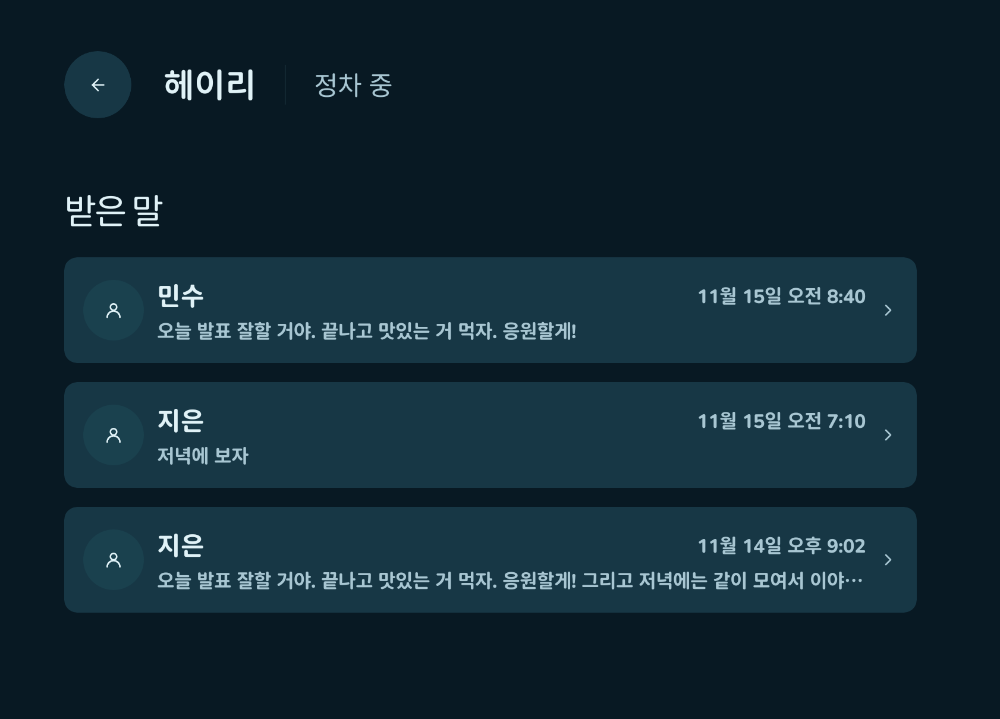 헤이리
정차 중
받은 말
민수
11월 15일 오전 8:40
오늘 발표 잘할 거야. 끝나고 맛있는 거 먹자. 응원할게!
지은
11월 15일 오전 7:10
저녁에 보자
지은
11월 14일 오후 9:02
오늘 발표 잘할 거야. 끝나고 맛있는 거 먹자. 응원할게! 그리고 저녁에는 같이 모여서 이야…